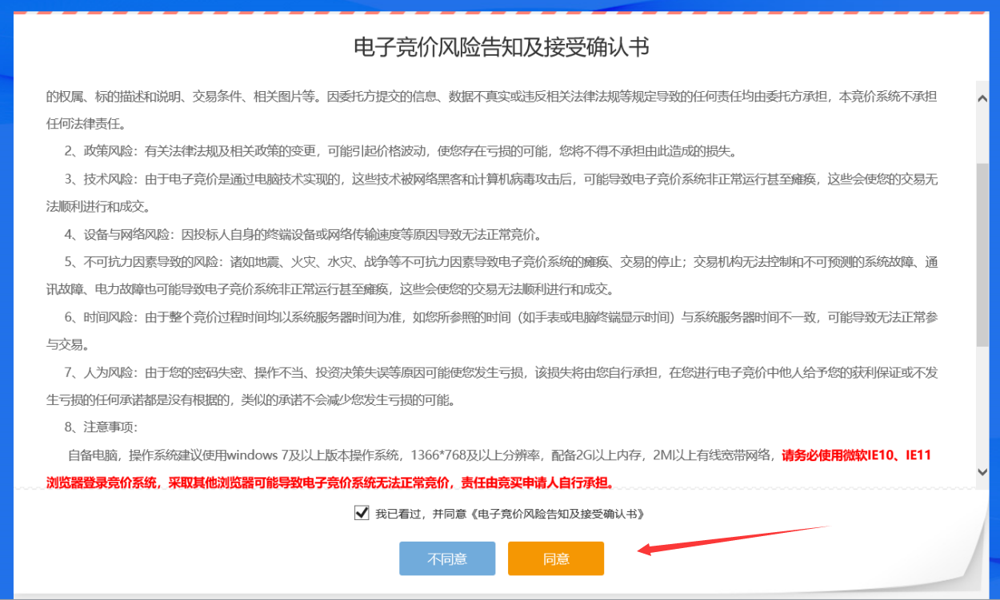 电子竞价风险告知及接受确认书
的权属、标的描述和说明、交易条件、相关图片等。因委托方提交的信息、数据不真实或违反相关法律法规等规定导致的任何责任均由委托方承担，本竞价系统不承担
任何法律责任。
2、政策风险：有关法律法规及相关政策的变更，可能引起价格波动，使您存在亏损的可能，您将不得不承担由此造成的损失。
3、技术风险：由于电子竞价是通过电脑技术实现的，这些技术被网络黑客和计算机病毒攻击后，可能导致电子竞价系统非正常运行甚至瘫痪，这些会使您的交易无
法顺利进行和成交。
4、设备与网络风险：因投标人自身的终端设备或网络传输速度等原因导致无法正常竞价。
5、不可抗力因素导致的风险：诸如地震、火灾、水灾、战争等不可抗力因素导致电子竞价系统的瘫痪、交易的停止；交易机构无法控制和不可预测的系统故障、通
讯故障、电力故障也可能导致电子竞价系统非正常运行甚至瘫痪，这些会使您的交易无法顺利进行和成交。
6、时间风险：由于整个竞价过程时间均以系统服务器时间为准，如您所参照的时间（如手表或电脑终端显示时间）与系统服务器时间不一致，可能导致无法正常参
与交易。
7、人为风险：由于您的密码失密、操作不当、投资决策失误等原因可能使您发生亏损，该损失将由您自行承担，在您进行电子竞价中他人给予您的获利保证或不发
生亏损的任何承诺都是没有根据的，类似的承诺不会减少您发生亏损的可能。
8、注意事项：
自备电脑，操作系统建议使用windows 7及以上版本操作系统，1366*768及以上分辨率，配备2G以上内存，2M以上有线宽带网络，请务必使用微软IE10、IE11
浏览器登录竞价系统，采取其他浏览器可能导致电子竞价系统无法正常竞价，责任由竞买申请人自行承担。
我已看过，并同意《电子竞价风险告知及接受确认书》
不同意 同意